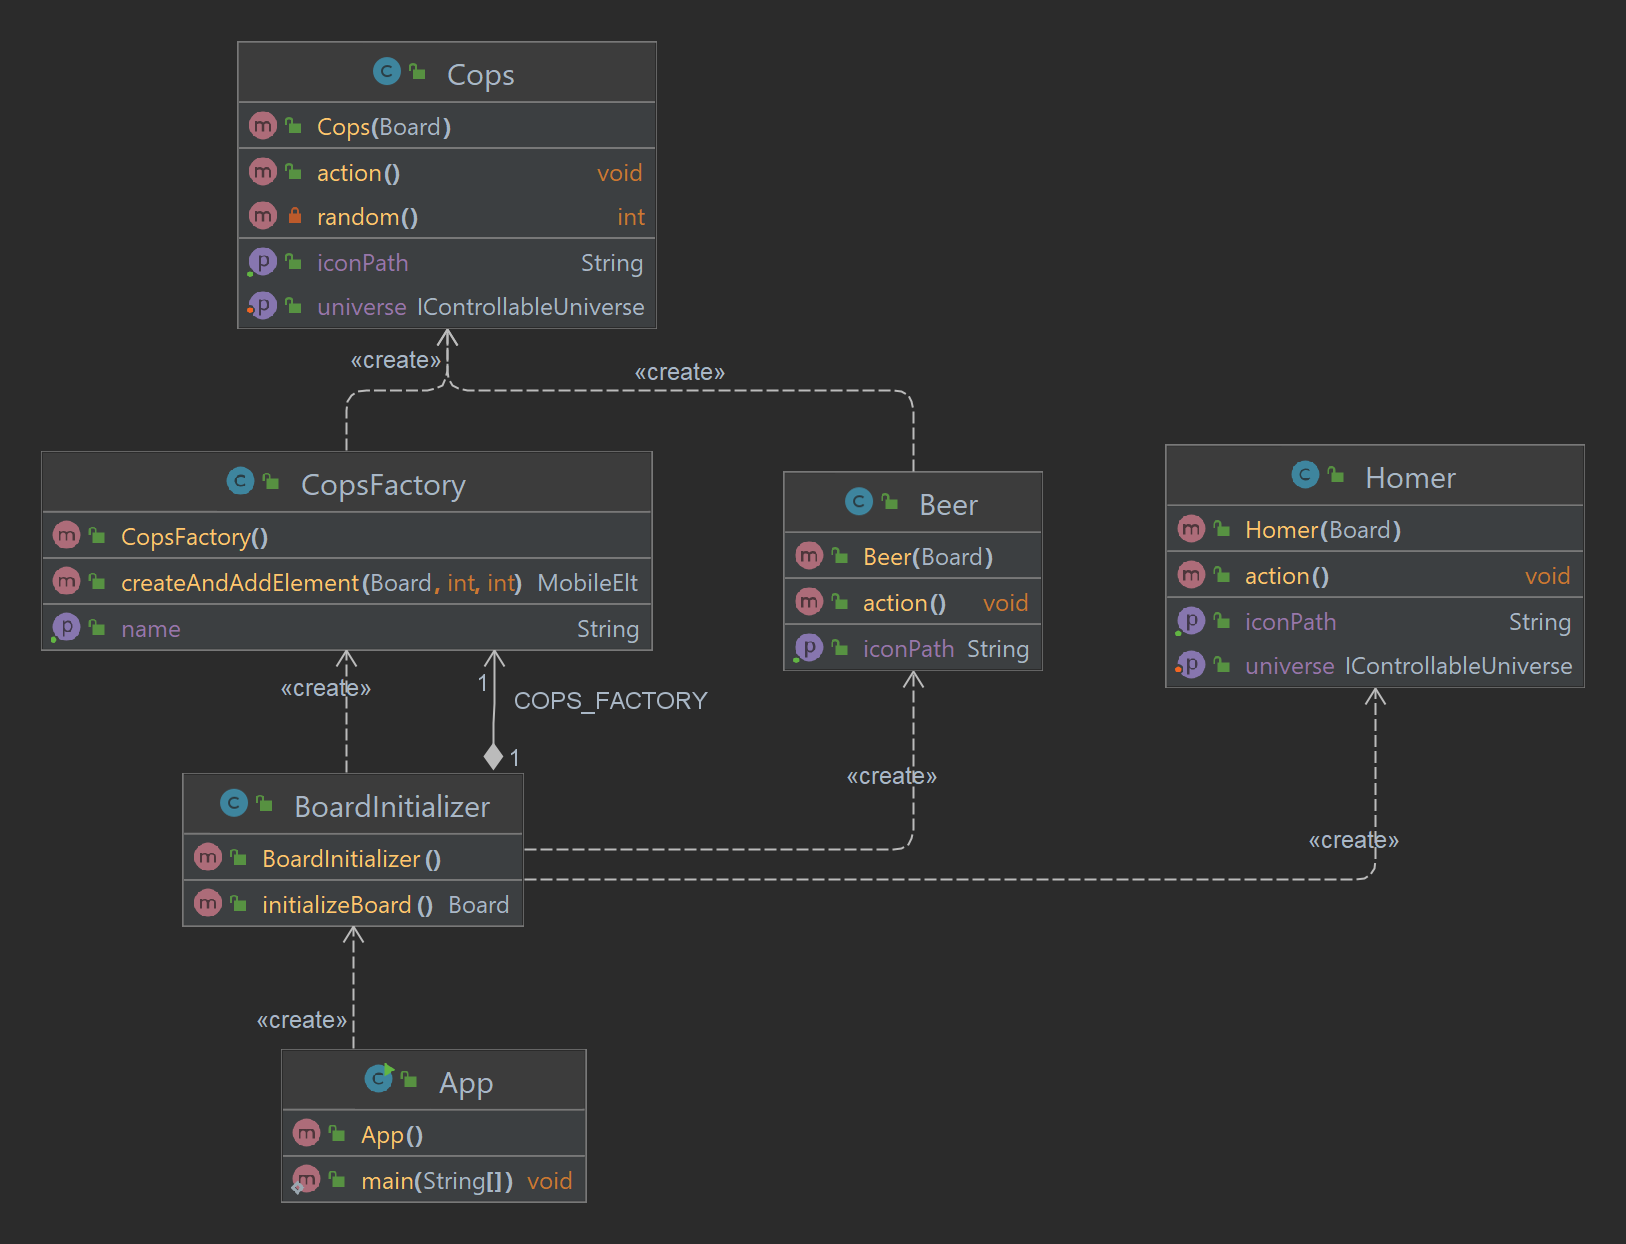 Cops
Cops(Board)
action() void
random() int
iconPath String
universe IControllableUniverse
«create»
«create»
CopsFactory
CopsFactory()
createAndAddElement(Board, int, int) MobileElt
name String
Beer
Beer(Board)
action() void
iconPath String
Homer
Homer(Board)
action() void
iconPath String
universe IControllableUniverse
«create»
1
COPS_FACTORY
1
«create»
«create»
BoardInitializer
BoardInitializer()
initializeBoard() Board
«create»
App
App()
main(String[]) void